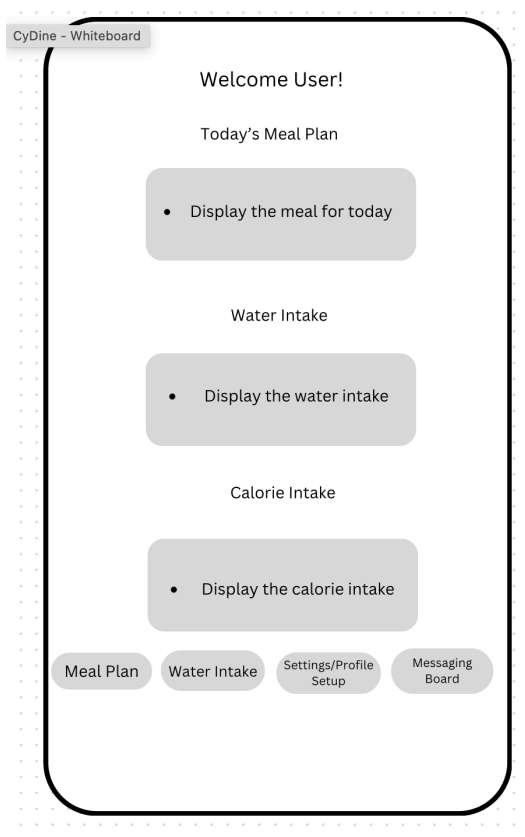 CyDine - Whiteboard
Welcome User!
Today's Meal Plan
• Display the meal for today
Water Intake
• Display the water intake
Calorie Intake
• Display the calorie intake
Meal Plan
Water Intake
Settings/Profile
Setup
Messaging
Board